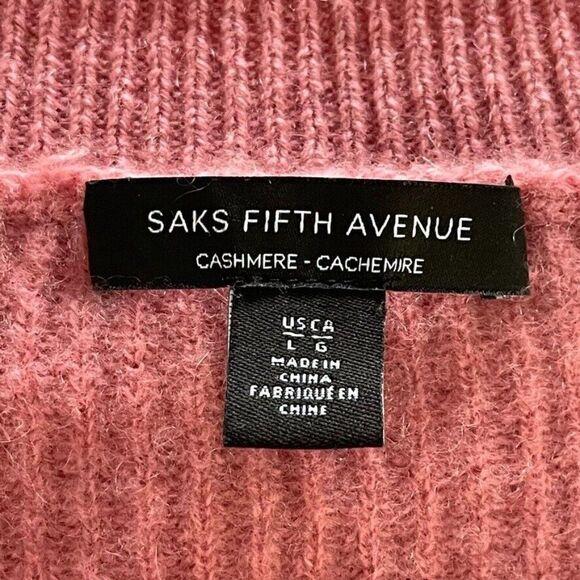 SAKS FIFTH AVENUE
CASHMERE - CACHEMIRE
US CA
L G
MADE IN
CHINA
FABRIQUÉ EN
CHINE